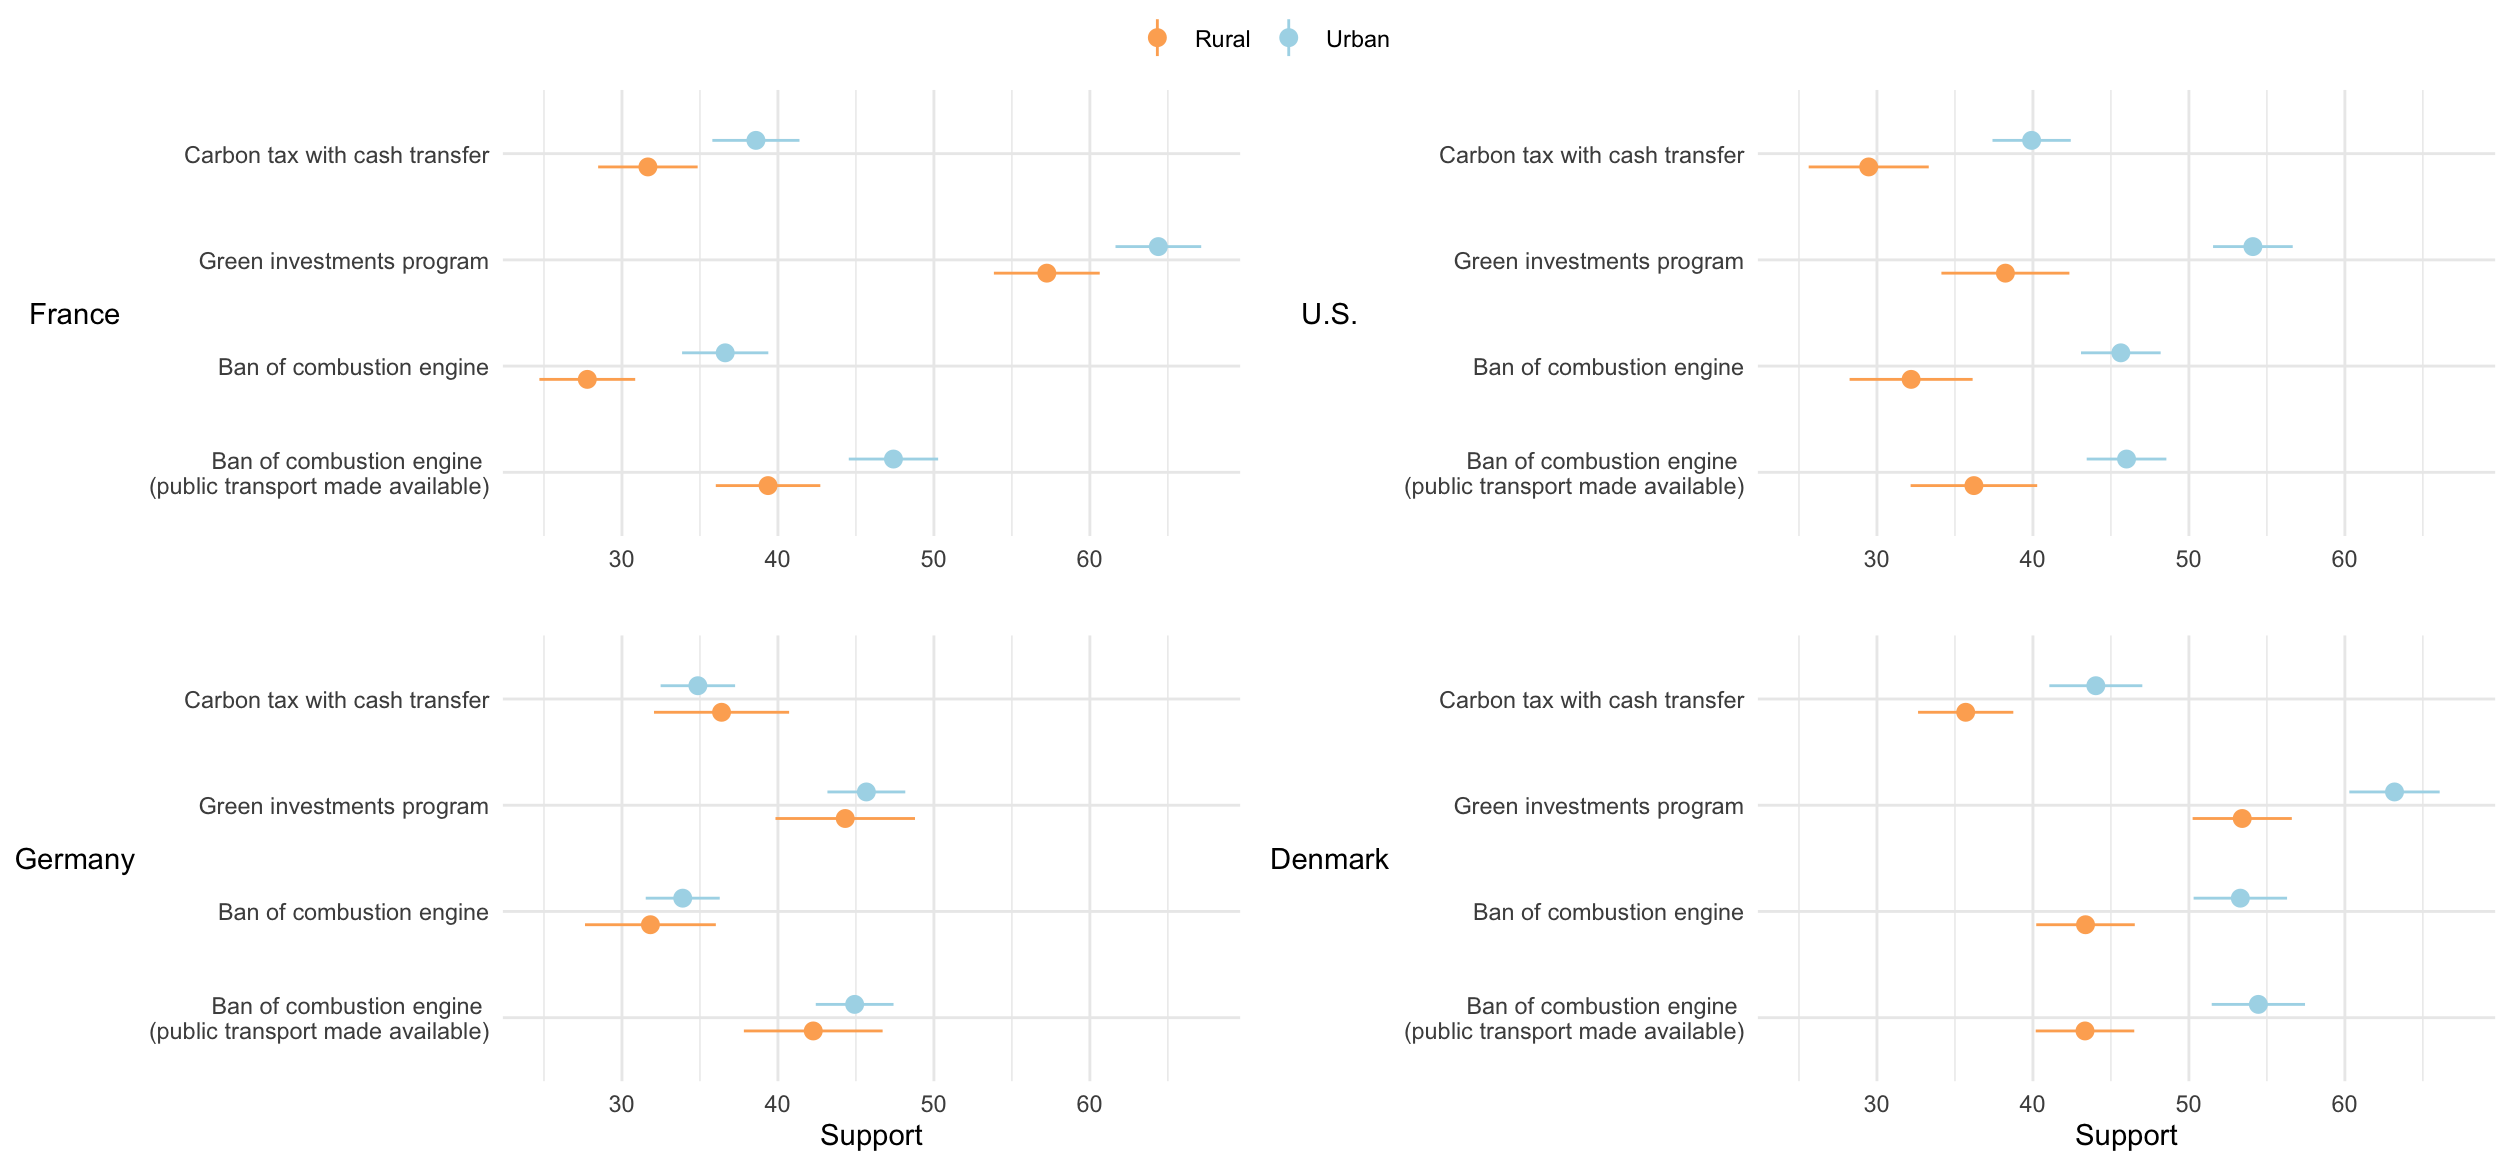 Rural
Urban
France
Carbon tax with cash transfer
Green investments program
Ban of combustion engine
Ban of combustion engine
(public transport made available)
30 40 50 60
U.S.
Carbon tax with cash transfer
Green investments program
Ban of combustion engine
Ban of combustion engine
(public transport made available)
30 40 50 60
Germany
Carbon tax with cash transfer
Green investments program
Ban of combustion engine
Ban of combustion engine
(public transport made available)
30 40 50 60
Support
Denmark
Carbon tax with cash transfer
Green investments program
Ban of combustion engine
Ban of combustion engine
(public transport made available)
30 40 50 60
Support